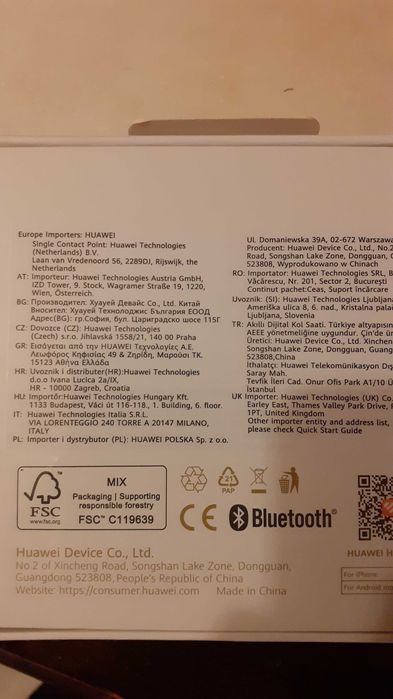 Europe Importers: HUAWEI
Single Contact Point: Huawei Technologies
(Netherlands) B.V.
Laan van Vredenoord 56, 2289DJ, Rijswijk, the
Netherlands
AT: Importeur: Huawei Technologies Austria GmbH,
IZD Tower, 9. Stock, Wagramer Straße 19, 1220,
Wien, Österreich.
BG: Производител: Хуауей Девайс Со., Ltd. Китай
Вносител: Хуауей Технолоджис България ЕООД
Адрес(BG): гр.София, бул. Цариградско шосе 115Г
CZ: Dovozce (CZ): Huawei Technologies
(Czech) s.r.o. Jihlavská 1558/21, 140 00 Praha
GR: Εισάγεται από την HUAWEI Τεχνολογίες Α.Ε.
Λεωφόρος Κηφισίας 49 & Ζηρίδη, Μαρούσι ΤΚ.
15123 Αθήνα Ελλάδα
HR: Uvoznik i distributer(HR):Huawei Technologies
d.o.o Ivana Lucica 2a/IX,
HR - 10000 Zagreb, Croatia
HU: Importőr:Huawei Technologies Hungary Kft.
1133 Budapest, Váci út 116-118., 1. Building, 6. floor.
IT: Huawei Technologies Italia S.R.L.
VIA LORENTEGGIO 240 TORRE A 20147 MILANO,
ITALY
PL: Importer i dystrybutor (PL): HUAWEI POLSKA Sp. z o.o.
Ul. Domaniewska 39A, 02-672 Warszawa
Producent: Huawei Device Co., Ltd., No.2
Road, Songshan Lake Zone, Dongguan,
523808, Wyprodukowano w Chinach
RO: Importator: Huawei Technologies SRL,
Văcărescu, Nr. 201, Sector 2, Bucureşti
Continut pachet:Ceas, Suport încărcare
Uvoznik: (SI): Huawei Technologies Ljubljana
Ameriška ulica 8, 6. nad., Kristalna
Ljubljana, Slovenia
TR: Akıllı Dijital Kol Saati. Türkiye altyapısın
AEEE yönetmeliğine uygundur. Çin'de
Üretici: Huawei Device Co., Ltd. Xinchen
Songshan Lake Zone, Dongguan,
523808,China
İthalatçı: Huawei Telekomünikasyon
Saray Mah.
Tevfik İleri Cad. Onur Ofis Park A1/10
İstanbul
UK Importer: Huawei Technologies (UK) Co.
Earley East, Thames Valley Park Drive,
1PT, United Kingdom
Other importer entity and address list,
please check Quick Start Guide
FSC
www.fsc.org
MIX
Packaging | Supporting
responsible forestry
FSC™ C119639
21
PAP
CE
Bluetooth®
Huawei Device Co., Ltd.
No.2 of Xincheng Road, Songshan Lake Zone, Dongguan,
Guangdong 523808, People's Republic of China
Website: https://consumer.huawei.com Made in China
HUAWEI
For iPhone
For Android